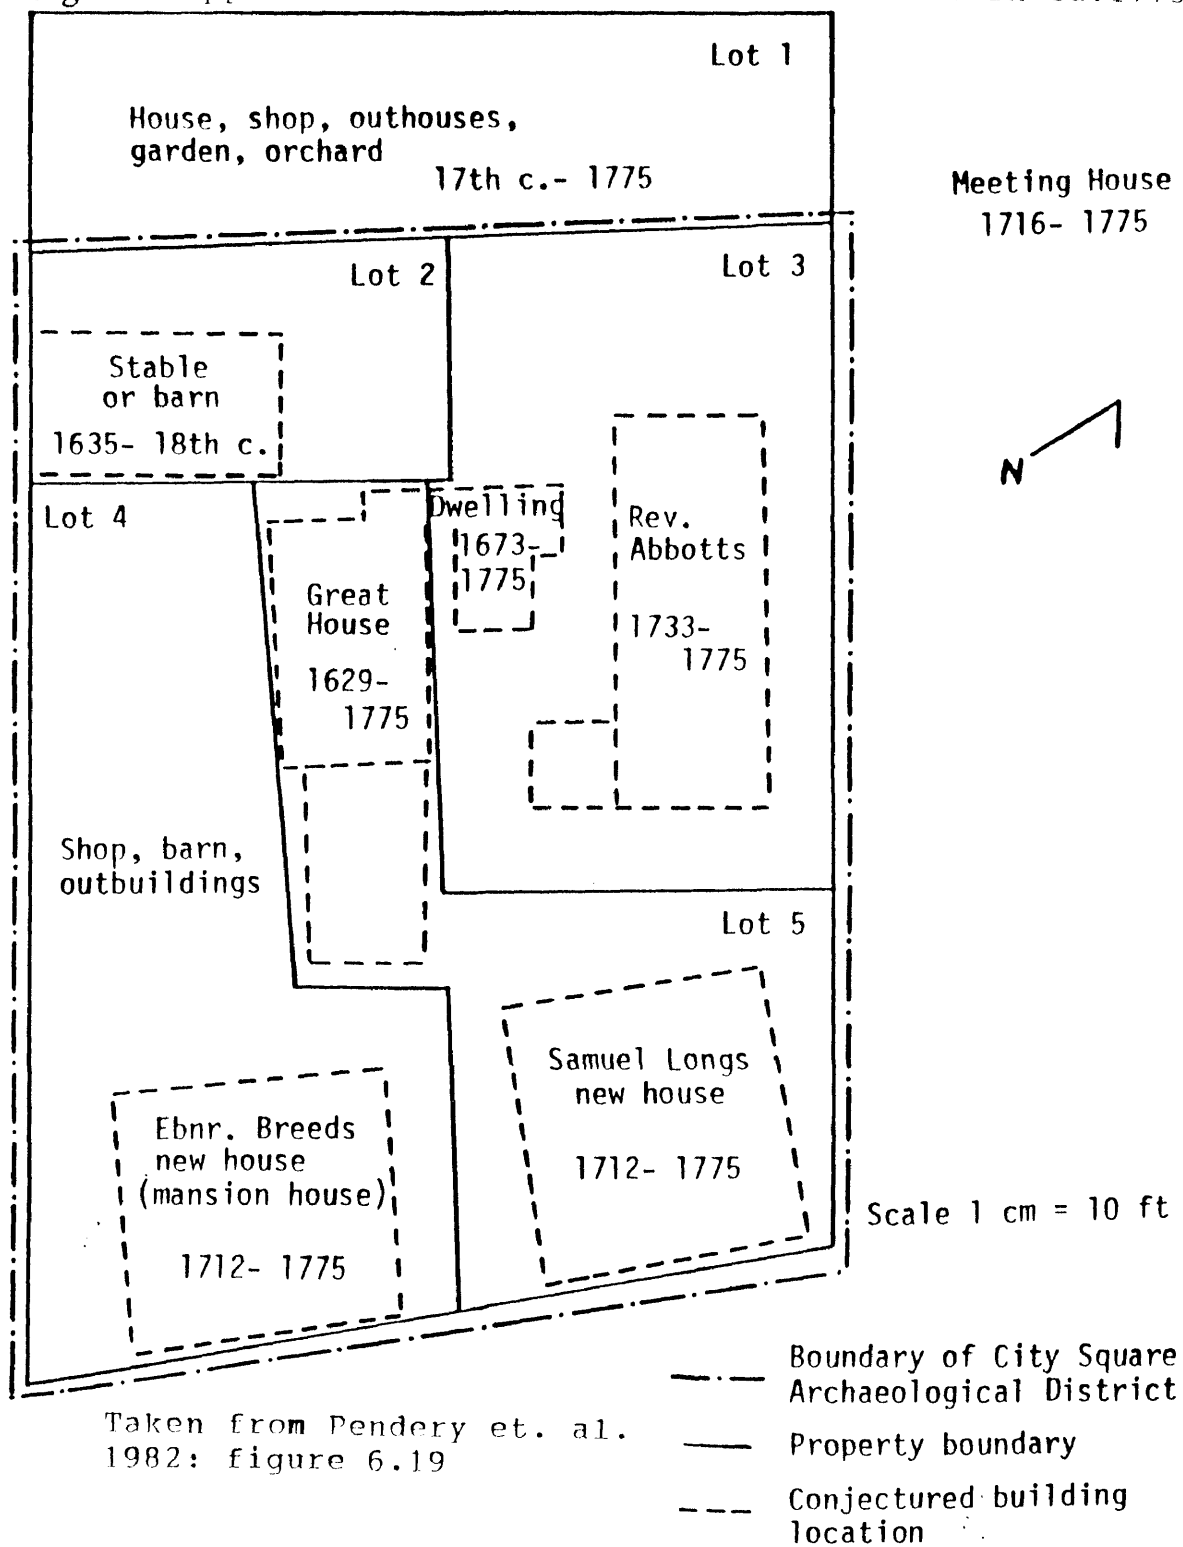 Lot 1
House, shop, outhouses,
garden, orchard
17th c.- 1775
Meeting House
1716- 1775
Lot 2
Lot 3
Stable
or barn
1635- 18th c.
N
Lot 4
Dwelling
1673-
1775
Rev.
Abbotts
1733-
1775
Great
House
1629-
1775
Shop, barn,
outbuildings
Lot 5
Samuel Longs
new house
1712- 1775
Ebnr. Breeds
new house
(mansion house)
1712- 1775
Scale 1 cm = 10 ft
Boundary of City Square
Archaeological District
Property boundary
Conjectured building
location
Taken from Pendery et. al.
1982: figure 6.19